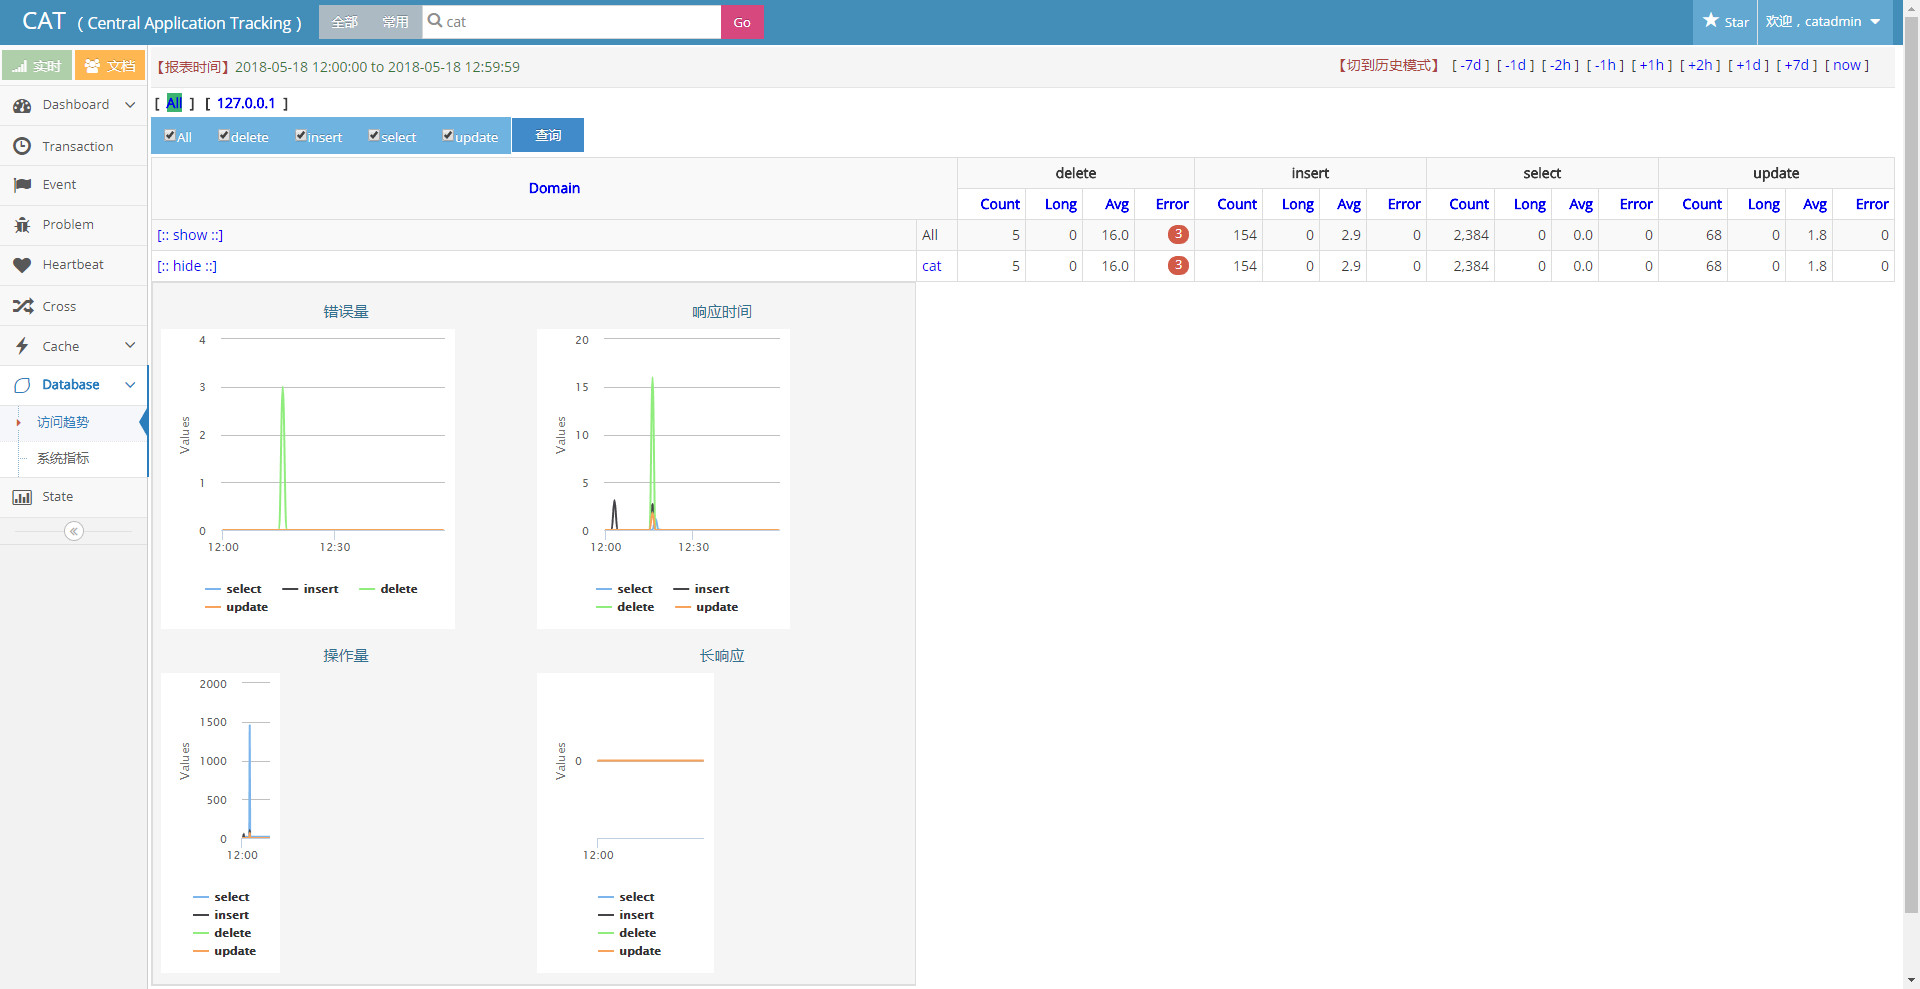 CAT ( Central Application Tracking ) 全部 常用 cat Go Star 欢迎，catadmin
实时 文档
Dashboard
Transaction
Event
Problem
Heartbeat
Cross
Cache
Database
访问趋势
系统指标
State
【报表时间】2018-05-18 12:00:00 to 2018-05-18 12:59:59 【切到历史模式】 [ -7d ] [ -1d ] [ -2h ] [ -1h ] [ +1h ] [ +2h ] [ +1d ] [ +7d ] [ now ]
[ All ] [ 127.0.0.1 ]
All delete insert select update 查询
Domain delete insert select update
Count Long Avg Error Count Long Avg Error Count Long Avg Error Count Long Avg Error
[:: show ::] All 5 0 16.0 3 154 0 2.9 0 2,384 0 0.0 0 68 0 1.8 0
[:: hide ::] cat 5 0 16.0 3 154 0 2.9 0 2,384 0 0.0 0 68 0 1.8 0
错误量
4
3
2
1
0
Values
12:00 12:30
select insert delete
update
响应时间
20
15
10
5
0
Values
12:00 12:30
select insert
delete update
操作量
2000
1500
1000
500
0
Values
12:00
select
insert
delete
update
长响应
Values
0
12:00
select
insert
delete
update